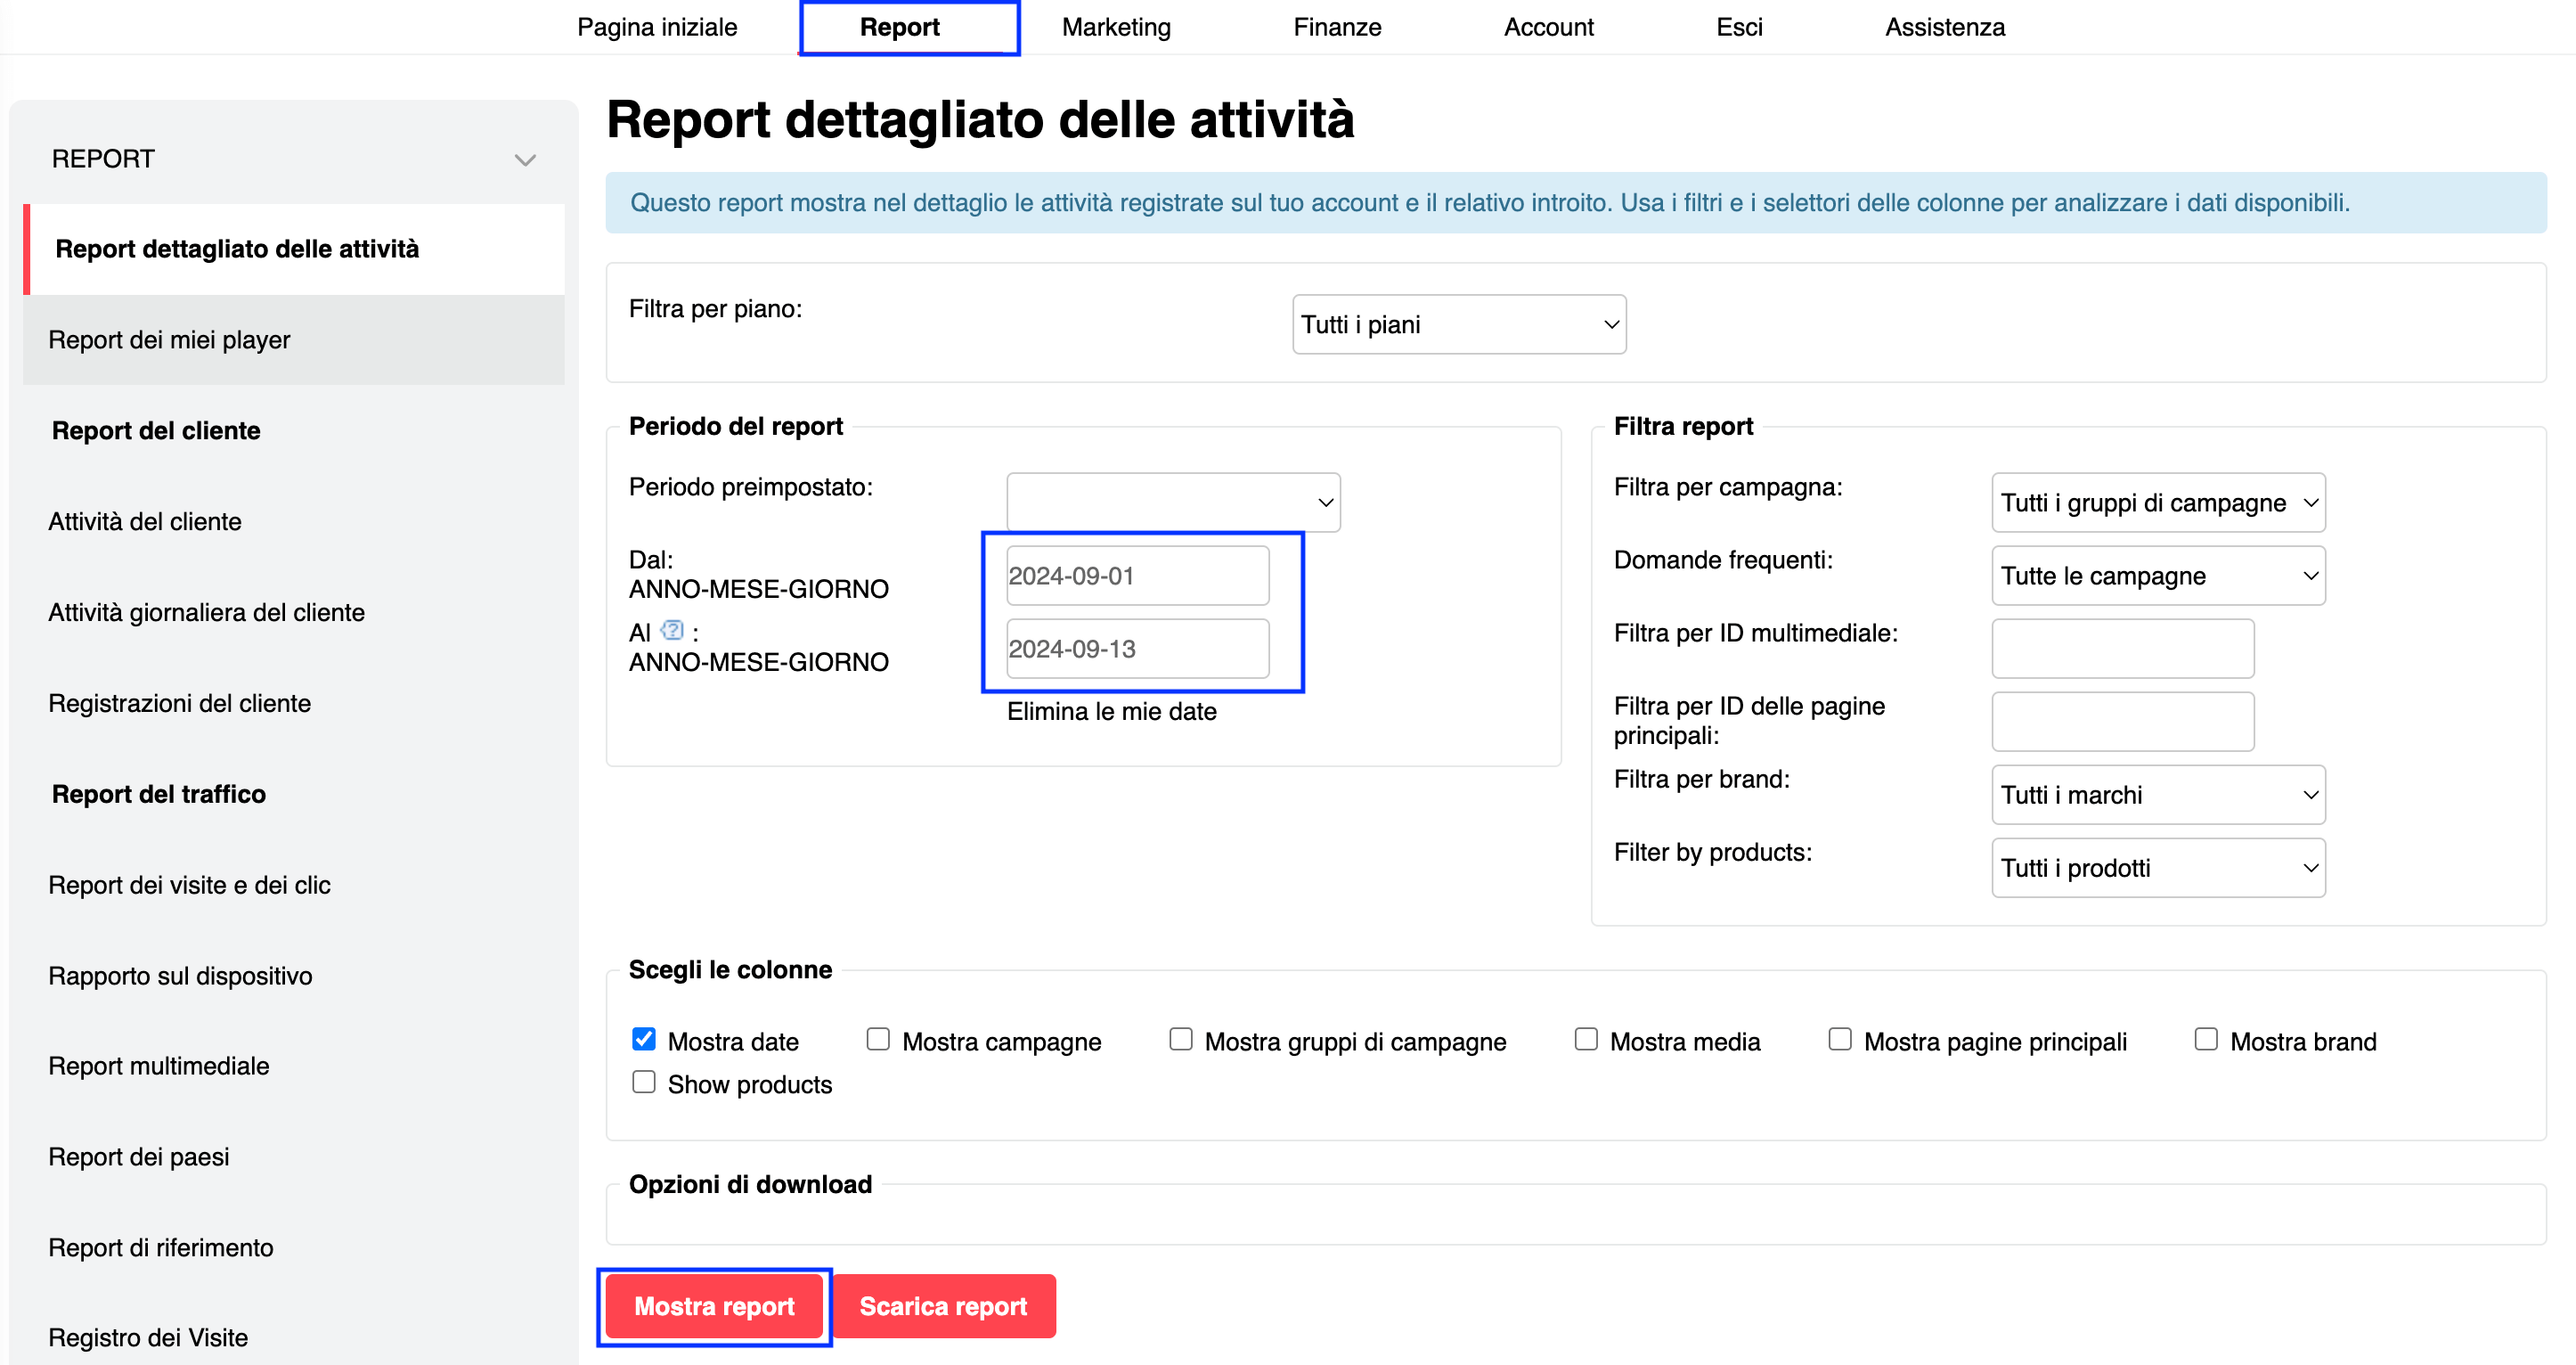 Pagina iniziale Report Marketing Finanze Account Esci Assistenza
REPORT
Report dettagliato delle attività
Report dei miei player
Report del cliente
Attività del cliente
Attività giornaliera del cliente
Registrazioni del cliente
Report del traffico
Report dei visite e dei clic
Rapporto sul dispositivo
Report multimediale
Report dei paesi
Report di riferimento
Registro dei Visite
Report dettagliato delle attività
Questo report mostra nel dettaglio le attività registrate sul tuo account e il relativo introito. Usa i filtri e i selettori delle colonne per analizzare i dati disponibili.
Filtra per piano: Tutti i piani
Periodo del report
Periodo preimpostato:
Dal:
ANNO-MESE-GIORNO
2024-09-01
Al ? :
ANNO-MESE-GIORNO
2024-09-13
Elimina le mie date
Filtra report
Filtra per campagna: Tutti i gruppi di campagne
Domande frequenti: Tutte le campagne
Filtra per ID multimediale:
Filtra per ID delle pagine
principali:
Filtra per brand: Tutti i marchi
Filter by products: Tutti i prodotti
Scegli le colonne
Mostra date Mostra campagne Mostra gruppi di campagne Mostra media Mostra pagine principali Mostra brand
Show products
Opzioni di download
Mostra report Scarica report